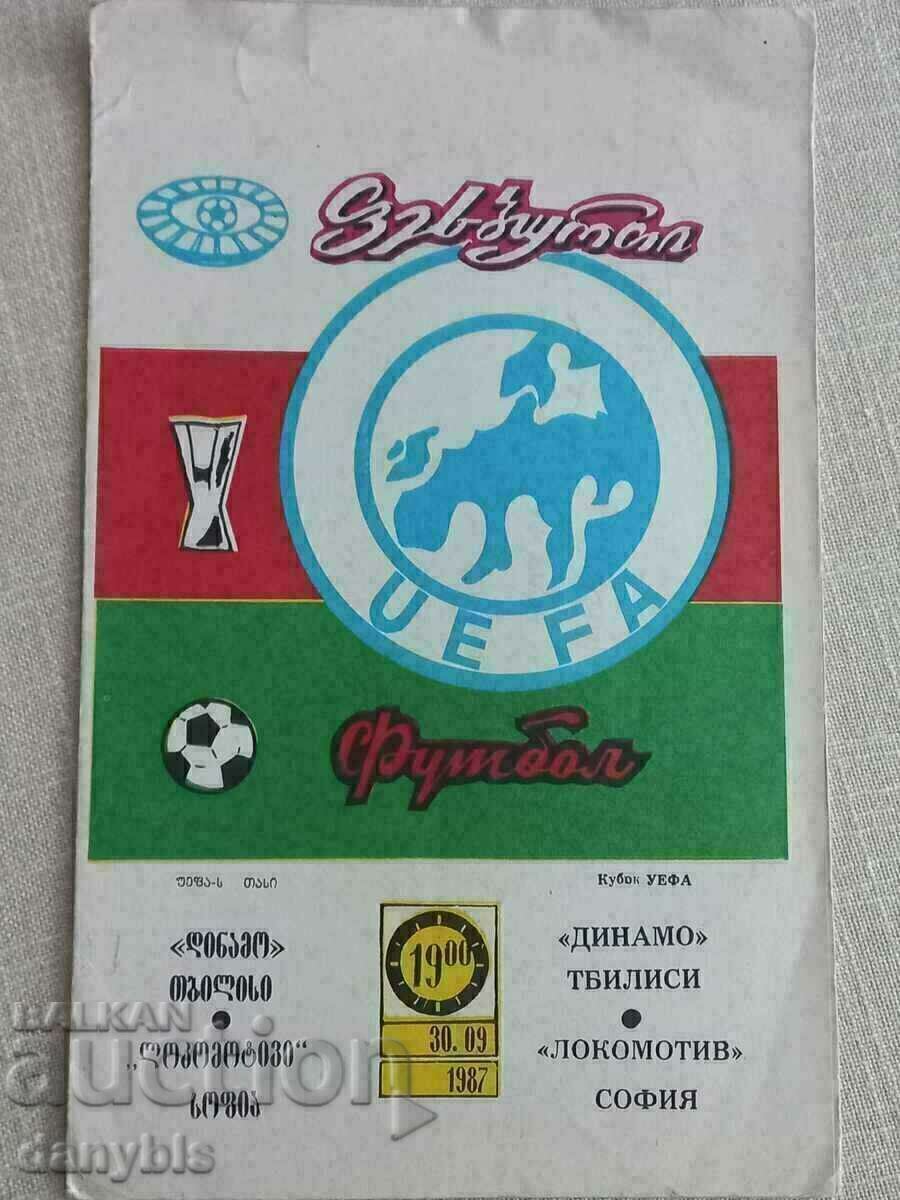 ფეხბურთი
UEFA
Футбол
უეფა-ს თასი
Кубок УЕФА
«დინამო»
თბილისი
„ლოკომოტივი“
სოფია
19⁰⁰
30.09
1987
«ДИНАМО»
ТБИЛИСИ
«ЛОКОМОТИВ»
СОФИЯ
BALKAN
auction
danybls